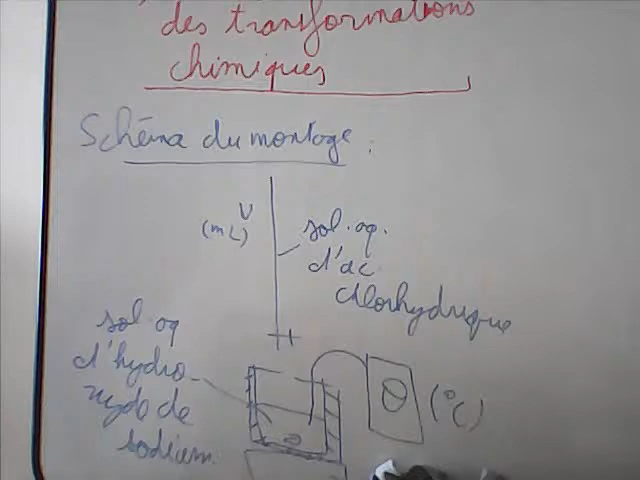 des transformations
chimiques
Schéma du montage :
V
(mL)
sol. aq.
d'ac
chlorhydrique
sol aq
d'hydro-
xyde de
sodium
θ (°C)